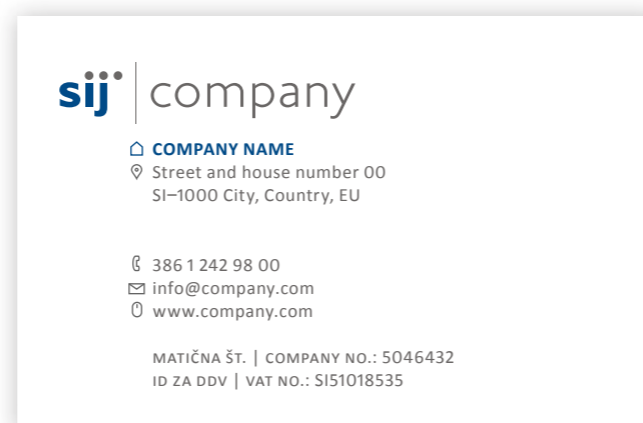 sij company
COMPANY NAME
Street and house number 00
SI–1000 City, Country, EU
386 1 242 98 00
info@company.com
www.company.com
MATIČNA ŠT. | COMPANY NO.: 5046432
ID ZA DDV | VAT NO.: SI51018535